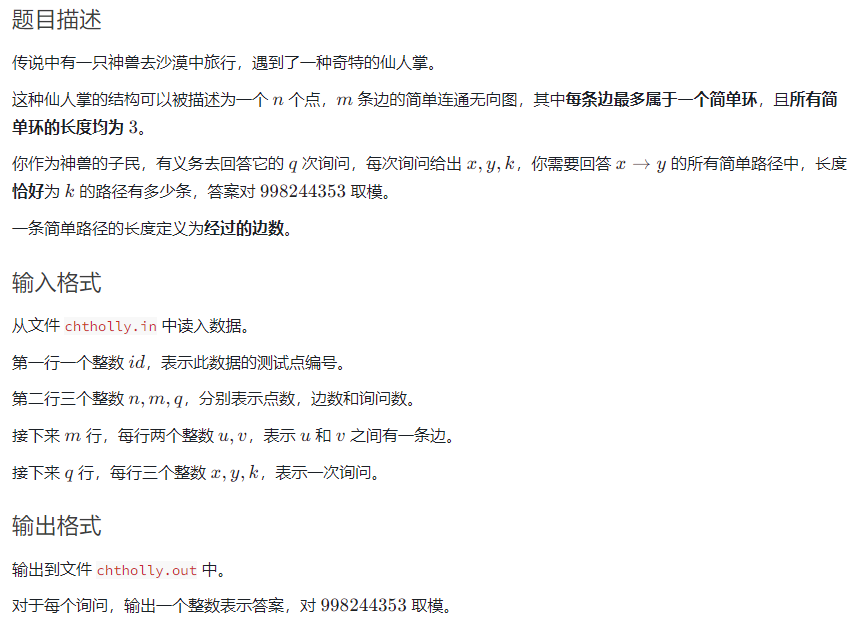 题目描述
传说中有一只神兽去沙漠中旅行，遇到了一种奇特的仙人掌。
这种仙人掌的结构可以被描述为一个 n 个点，m 条边的简单连通无向图，其中每条边最多属于一个简单环，且所有简
单环的长度均为 3。
你作为神兽的子民，有义务去回答它的 q 次询问，每次询问给出 x, y, k，你需要回答 x → y 的所有简单路径中，长度
恰好为 k 的路径有多少条，答案对 998244353 取模。
一条简单路径的长度定义为经过的边数。
输入格式
从文件 chtholly.in 中读入数据。
第一行一个整数 id，表示此数据的测试点编号。
第二行三个整数 n, m, q，分别表示点数，边数和询问数。
接下来 m 行，每行两个整数 u, v，表示 u 和 v 之间有一条边。
接下来 q 行，每行三个整数 x, y, k，表示一次询问。
输出格式
输出到文件 chtholly.out 中。
对于每个询问，输出一个整数表示答案，对 998244353 取模。